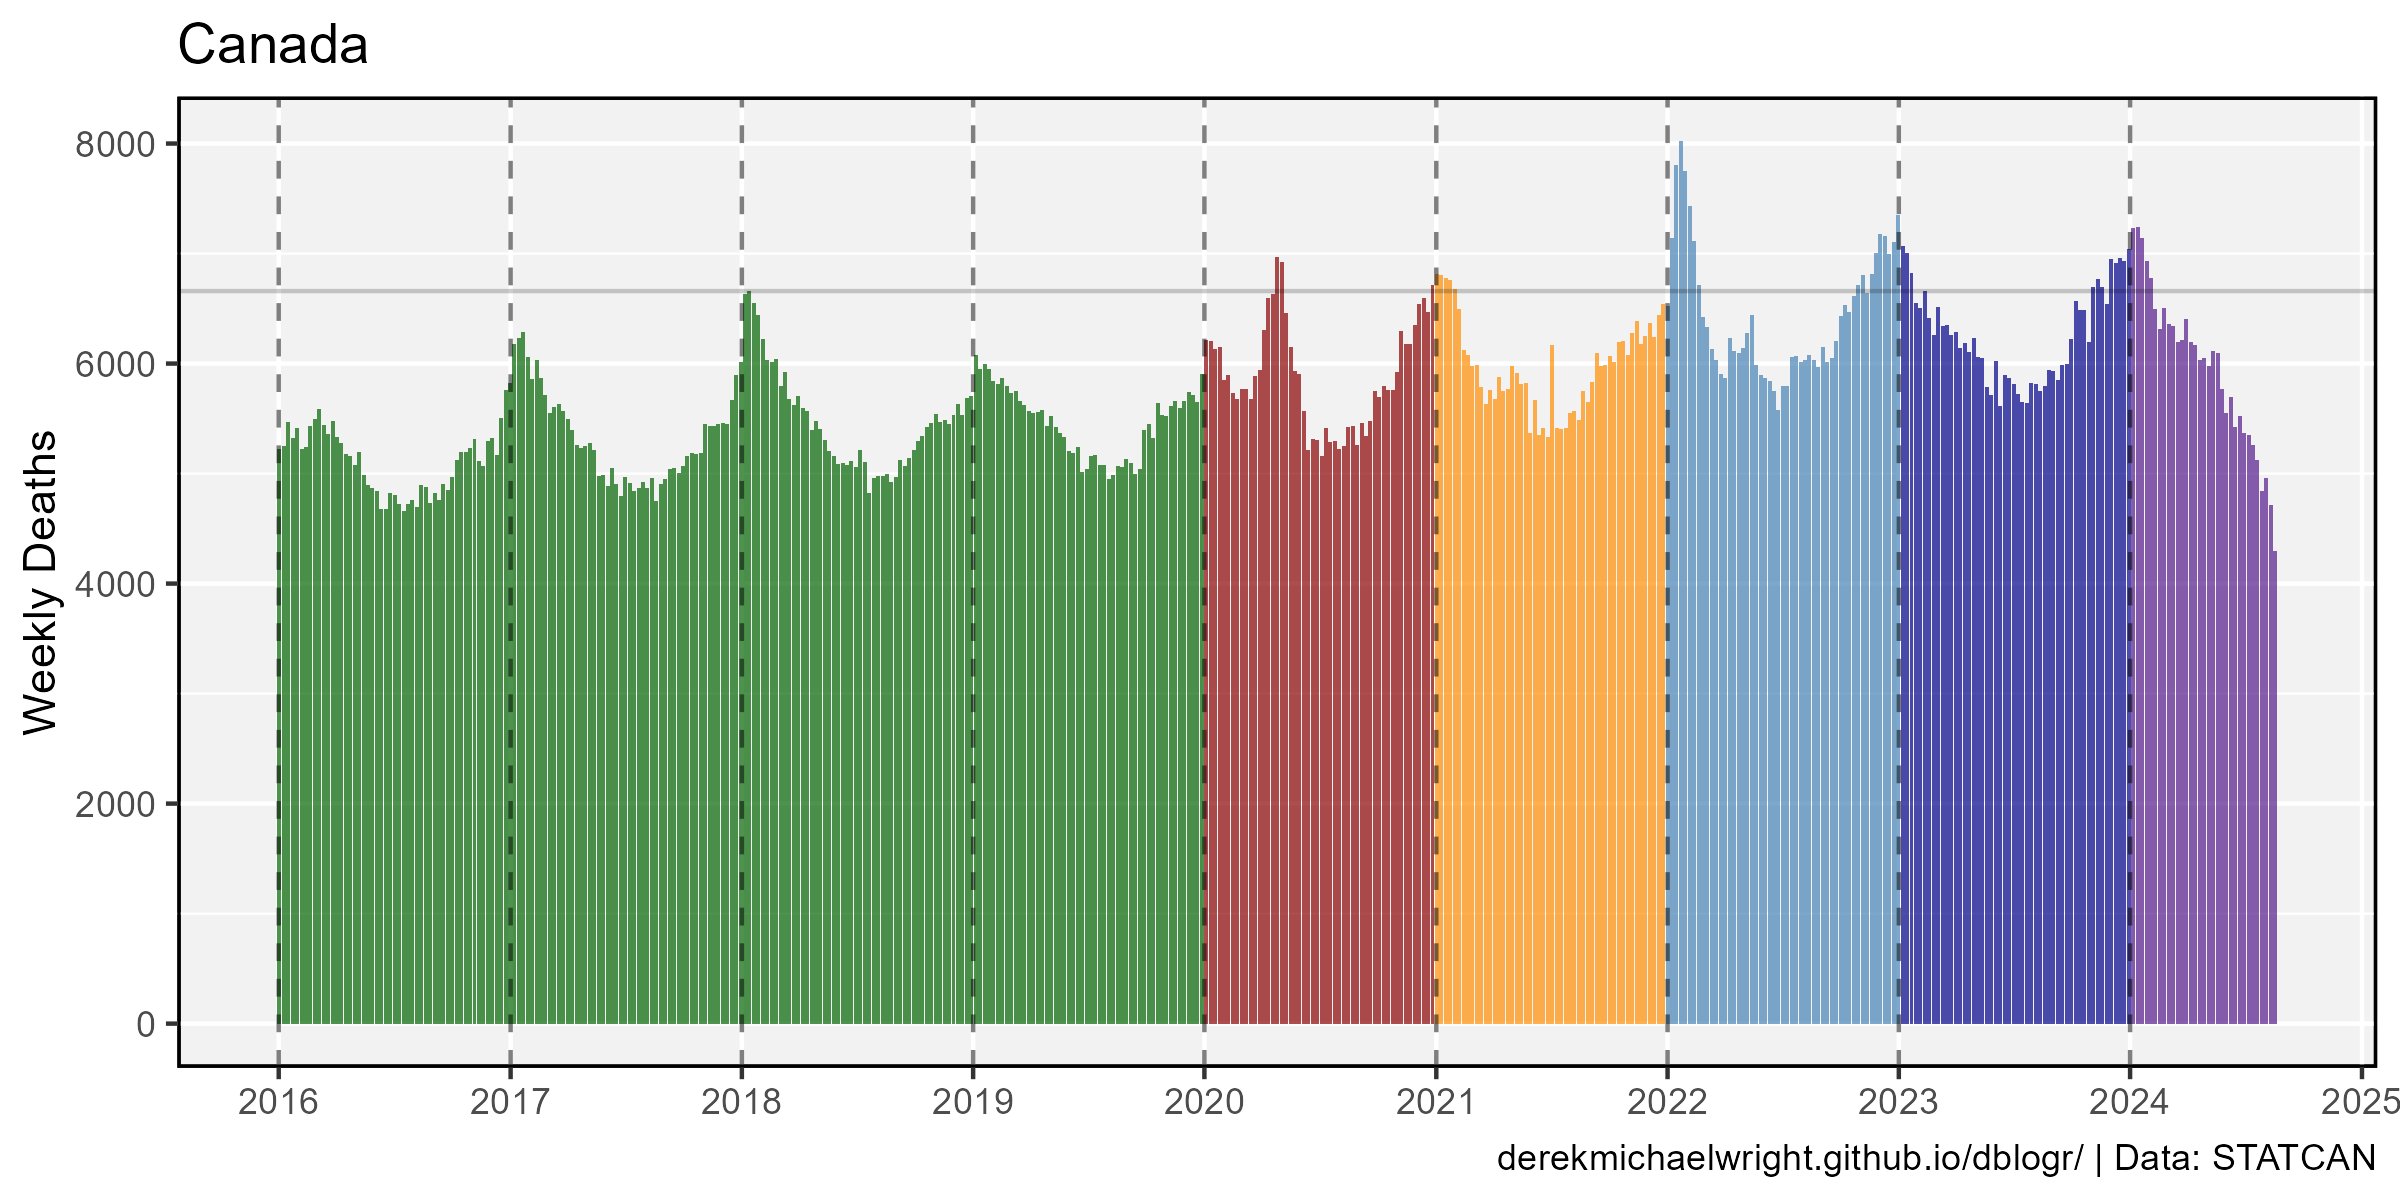 Canada
Weekly Deaths
8000
6000
4000
2000
0
2016 2017 2018 2019 2020 2021 2022 2023 2024 2025
derekmichaelwright.github.io/dblogr/ | Data: STATCAN